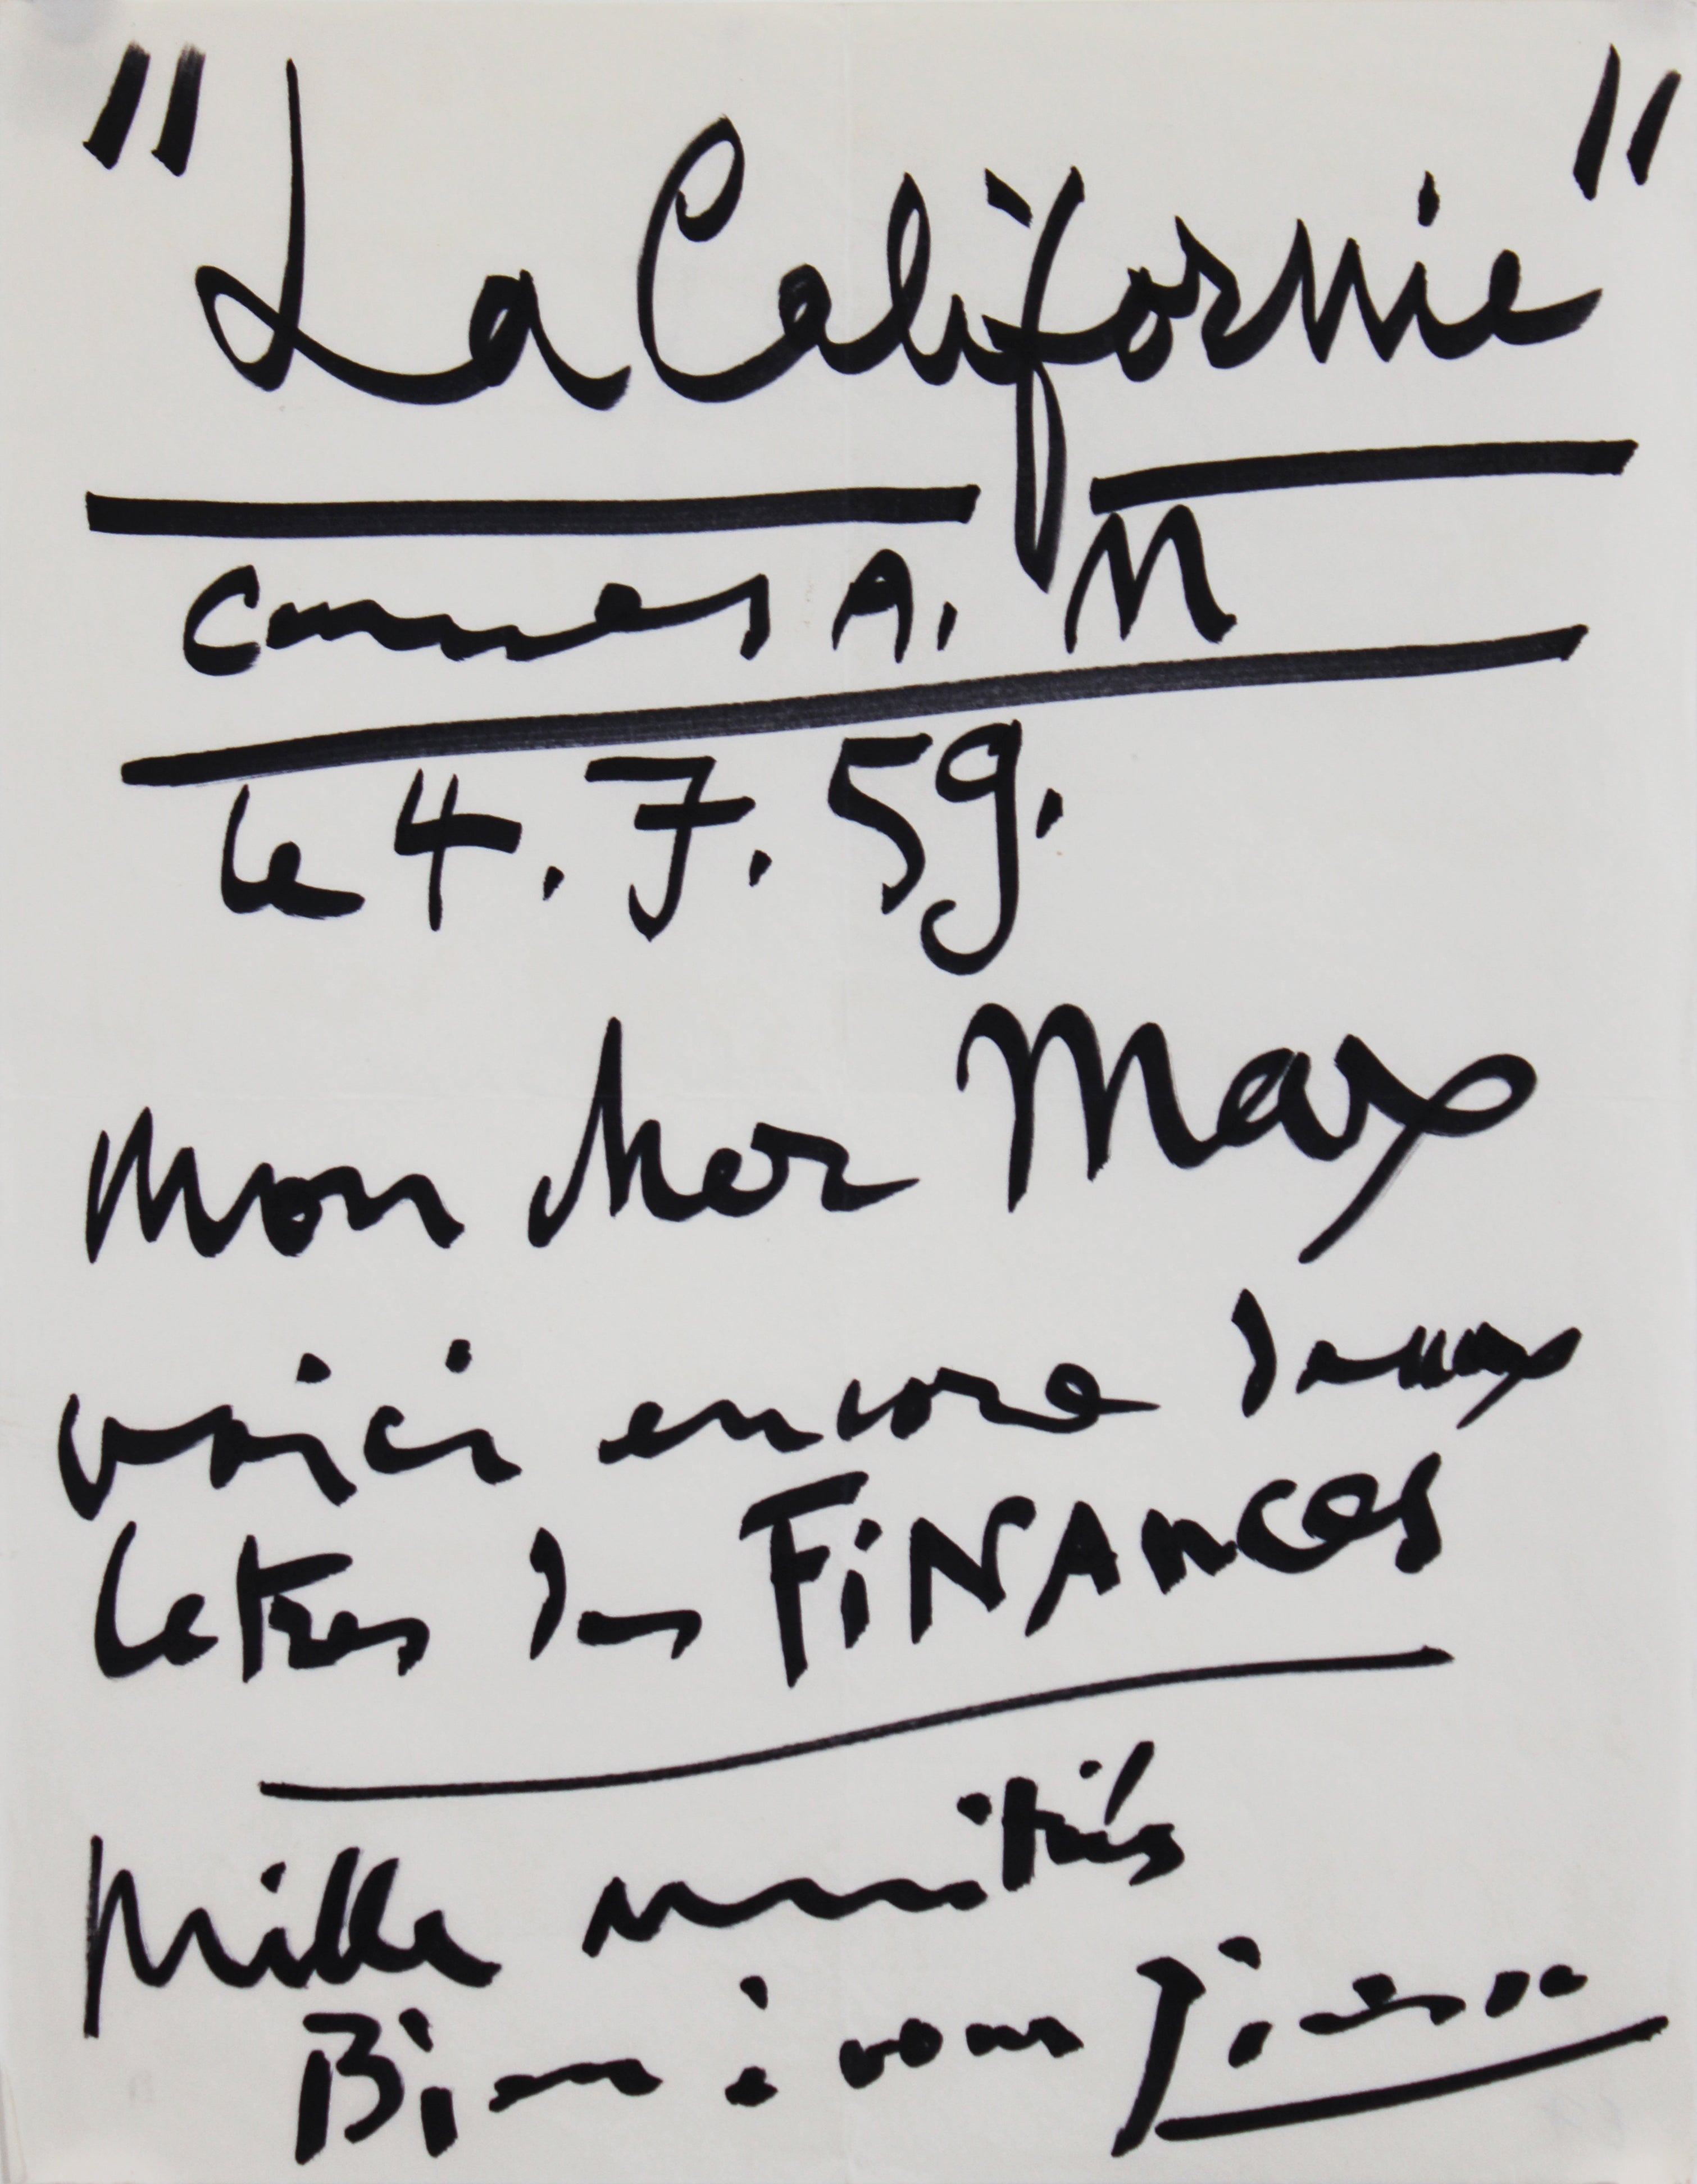 "La Californie"
Cannes A. M
le 4. 7. 59.
Mon cher Max
voici encore deux
letres des FiNANces
Mille amitiés
Bien à vous Picasso